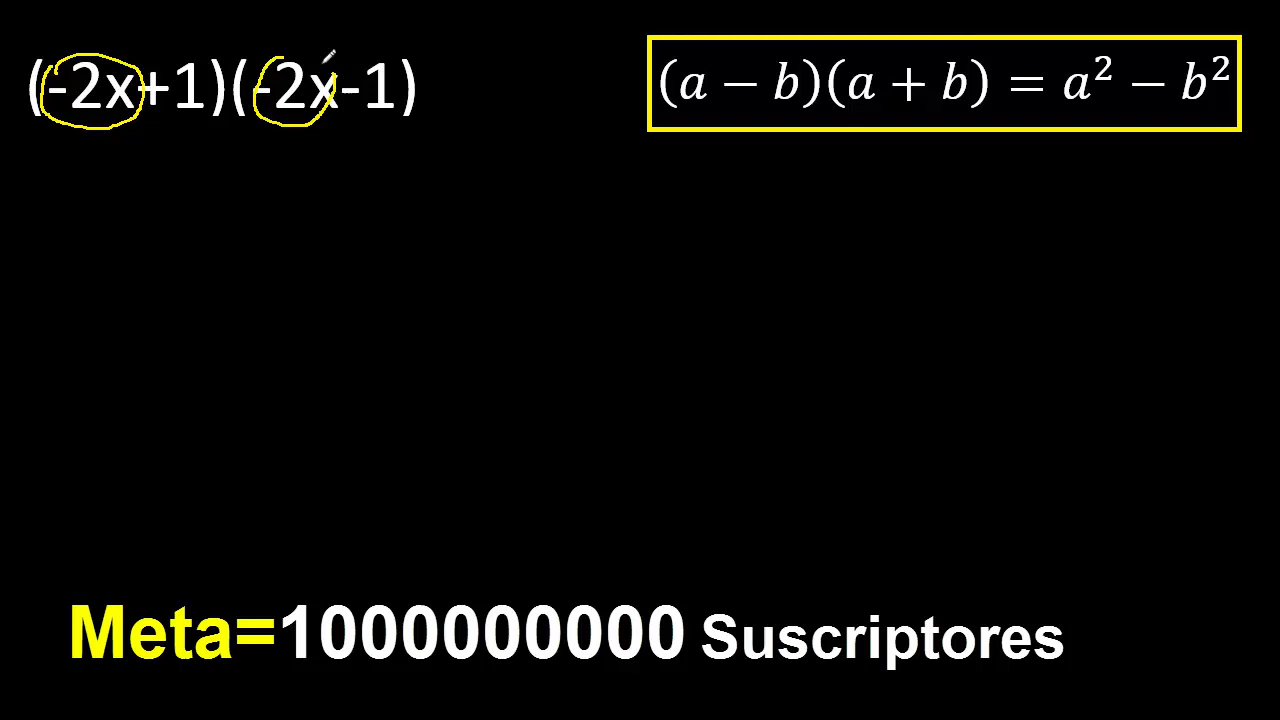 (-2x+1)(-2x-1)
(a − b)(a + b) = a² − b²
Meta=1000000000 Suscriptores